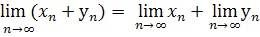 lim(xₙ + yₙ) = lim xₙ + lim yₙ
n→∞ n→∞ n→∞